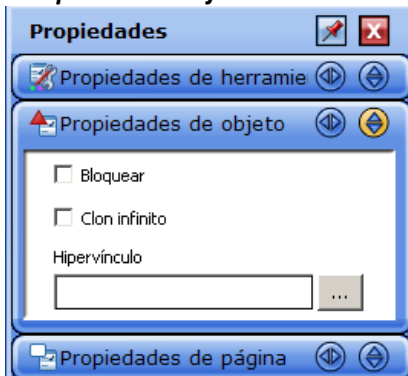 Propiedades
Propiedades de herramie
Propiedades de objeto
Bloquear
Clon infinito
Hipervínculo
...
Propiedades de página